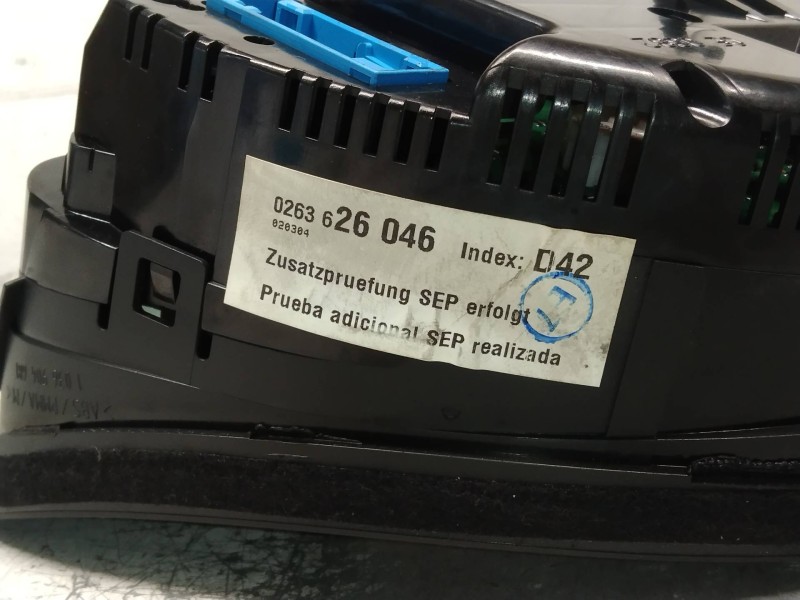 0263 626 046 Index: D42
020304
Zusatzpruefung SEP erfolgt
Prueba adicional SEP realizada